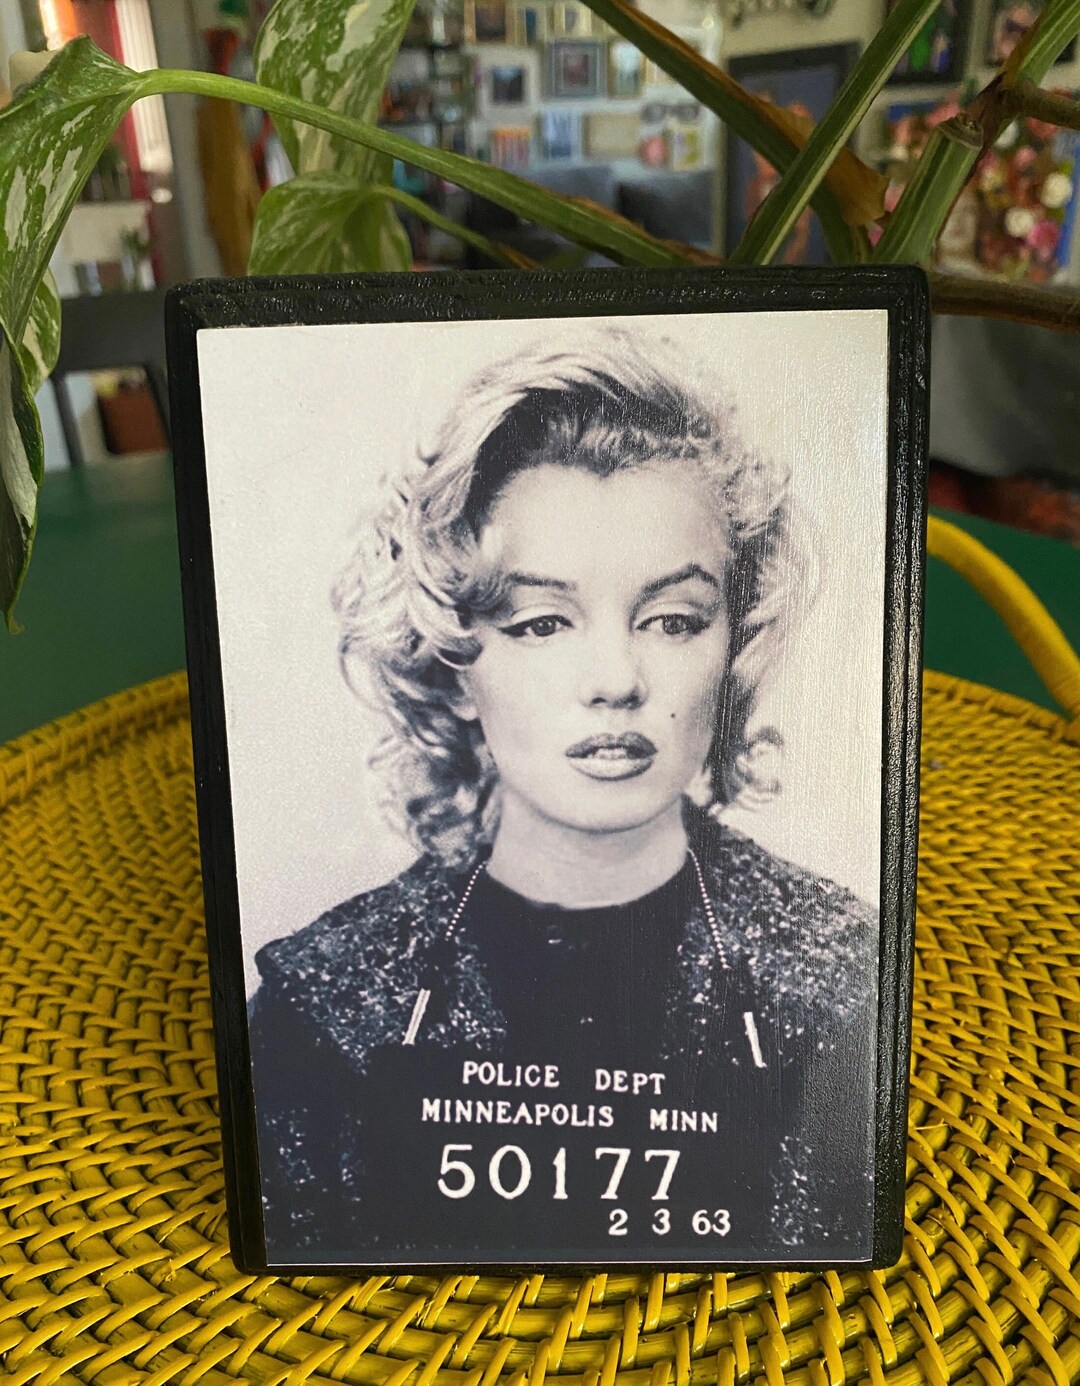 POLICE DEPT
MINNEAPOLIS MINN
50177
2 3 63